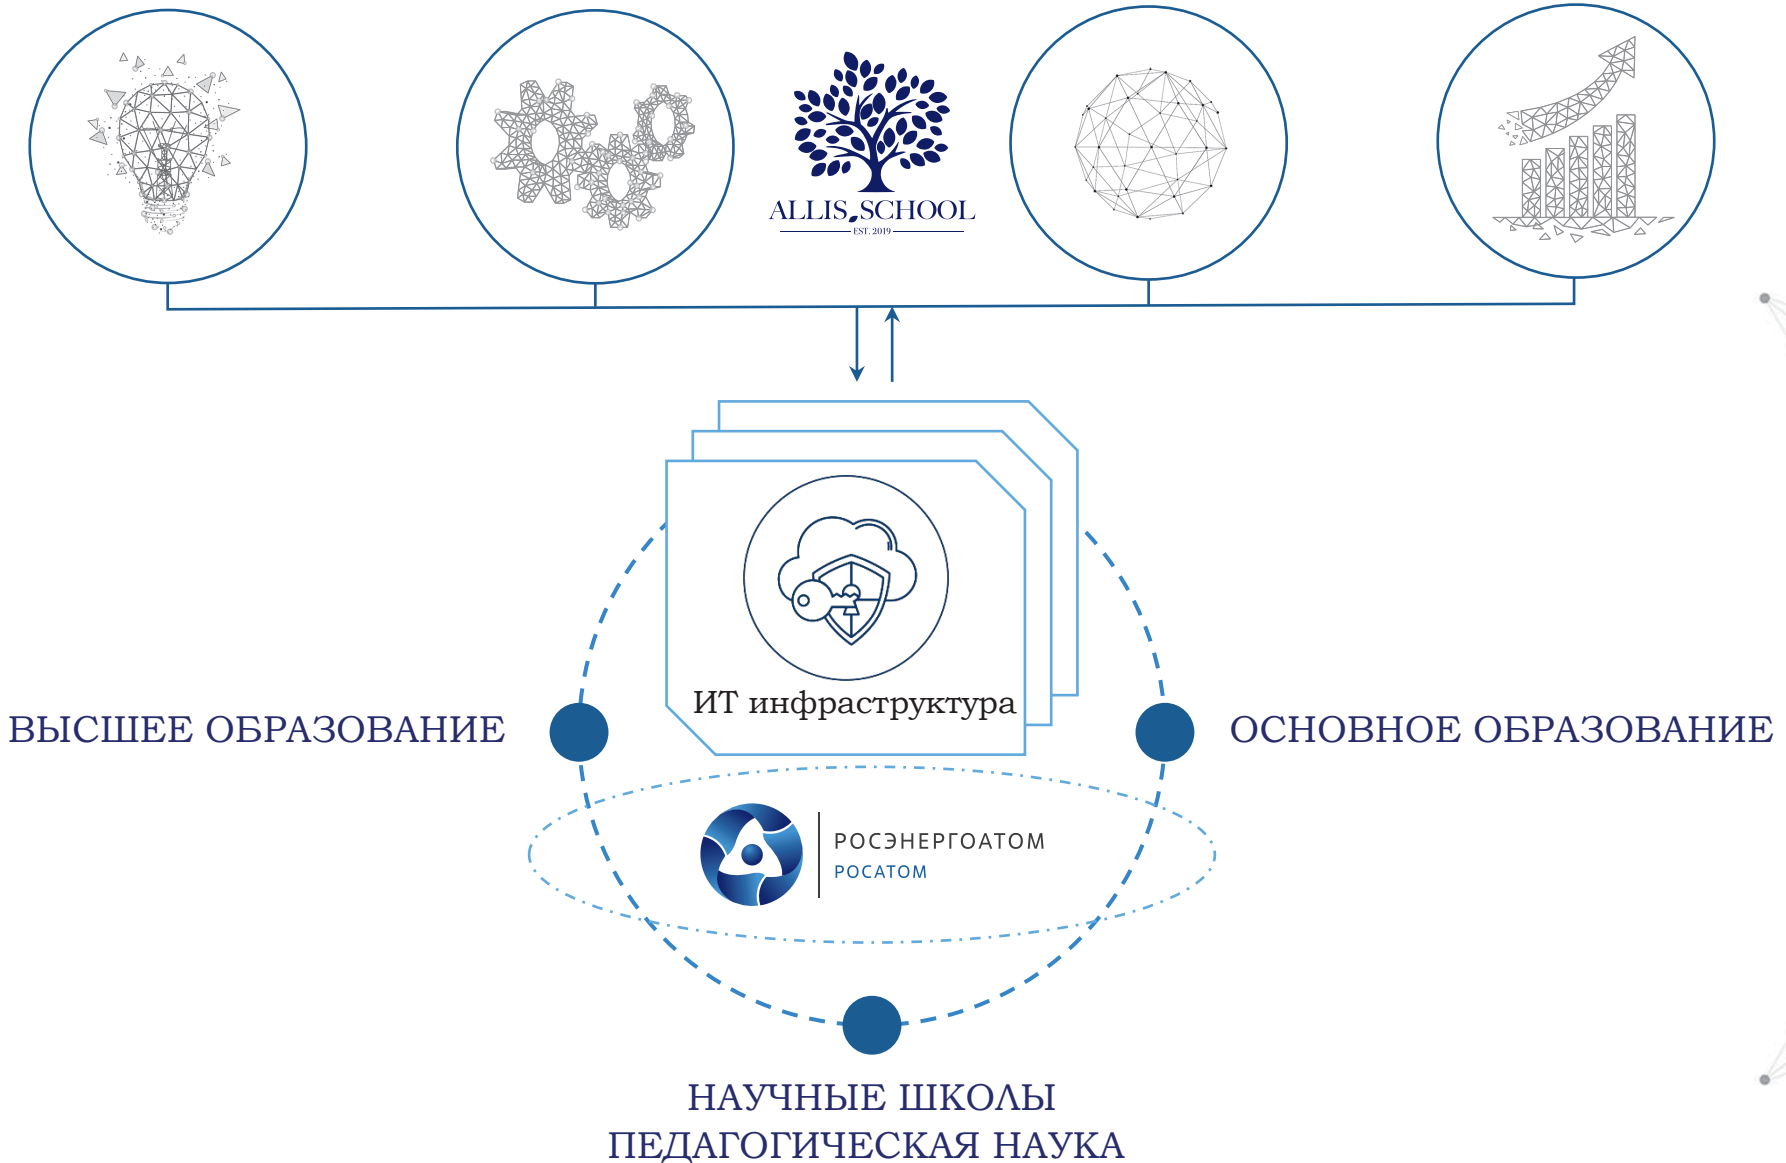 ALLIS SCHOOL
EST. 2019
ИТ инфраструктура
ВЫСШЕЕ ОБРАЗОВАНИЕ
ОСНОВНОЕ ОБРАЗОВАНИЕ
РОСЭНЕРГОАТОМ
РОСАТОМ
НАУЧНЫЕ ШКОЛЫ
ПЕДАГОГИЧЕСКАЯ НАУКА